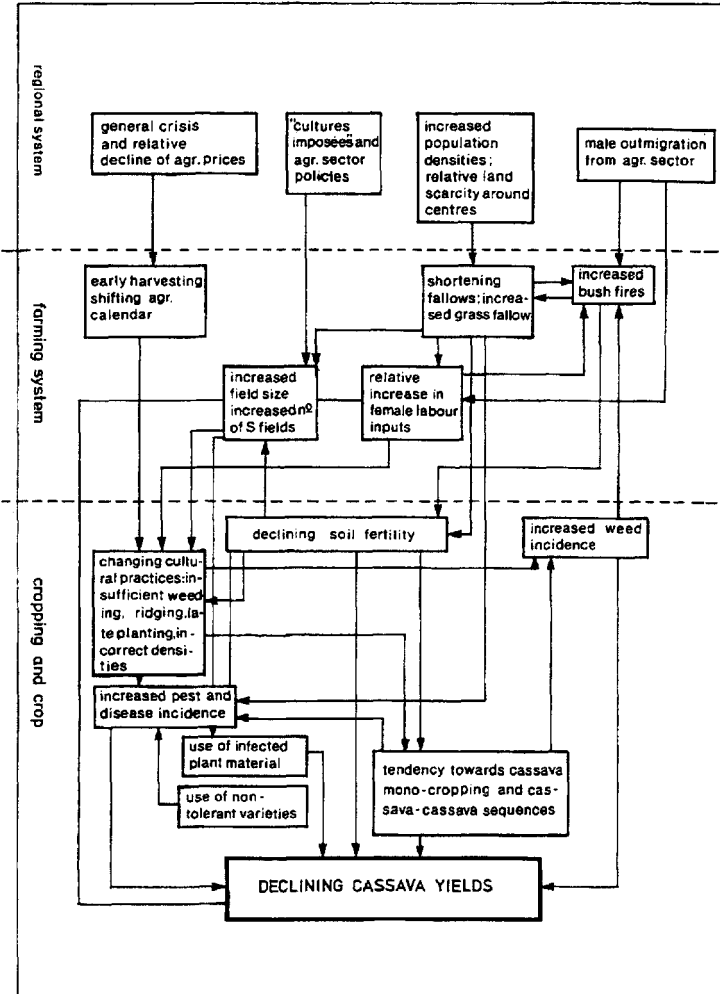 regional system
general crisis
and relative
decline of agr. prices
"cultures
imposées" and
agr. sector
policies
increased
population
densities;
relative land
scarcity around
centres
male outmigration
from agr. sector
farming system
early harvesting
shifting agr.
calendar
shortening
fallows; increa-
sed grass fallow
increased
bush fires
increased
field size
increased nº
of S fields
relative
increase in
female labour
inputs
cropping and crop
declining soil fertility
increased weed
incidence
changing cultu-
ral practices:in-
sufficient weed-
ing, ridging, la-
te planting, in-
correct densi-
ties
increased pest and
disease incidence
use of infected
plant material
use of non-
tolerant varieties
tendency towards cassava
mono-cropping and cas-
sava-cassava sequences
DECLINING CASSAVA YIELDS